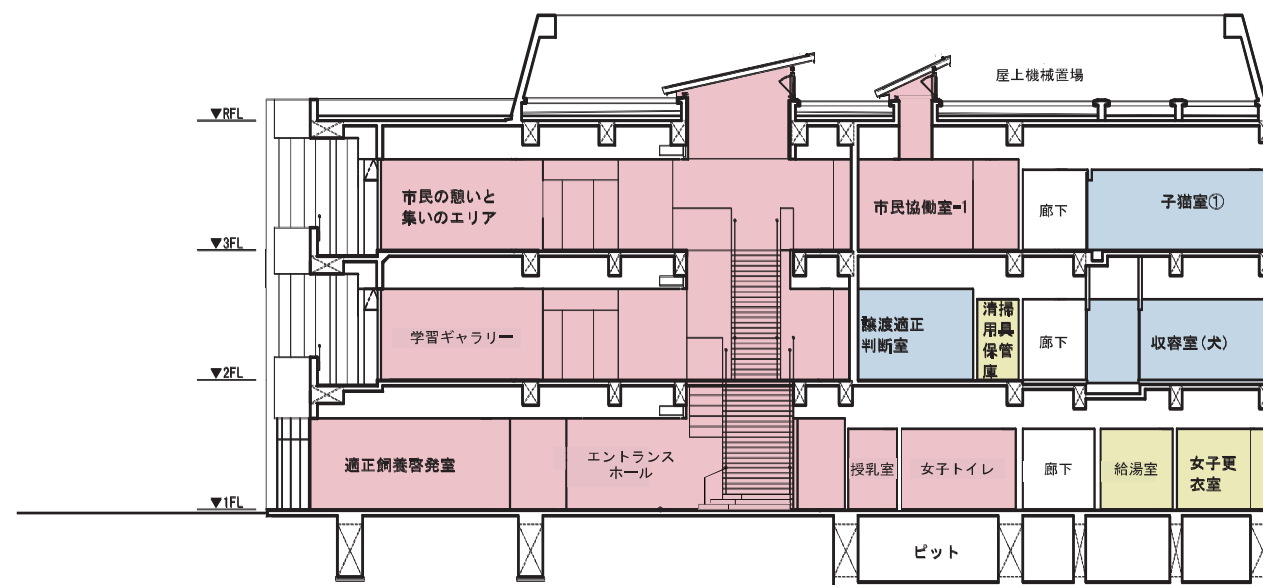 屋上機械置場
▼RFL
市民の憩いと
集いのエリア
市民協働室-1
廊下
子猫室①
▼3FL
学習ギャラリー
譲渡適正
判断室
清掃
用具
保管
庫
廊下
収容室(犬)
▼2FL
適正飼養啓発室
エントランス
ホール
授乳室
女子トイレ
廊下
給湯室
女子更
衣室
▼1FL
ピット